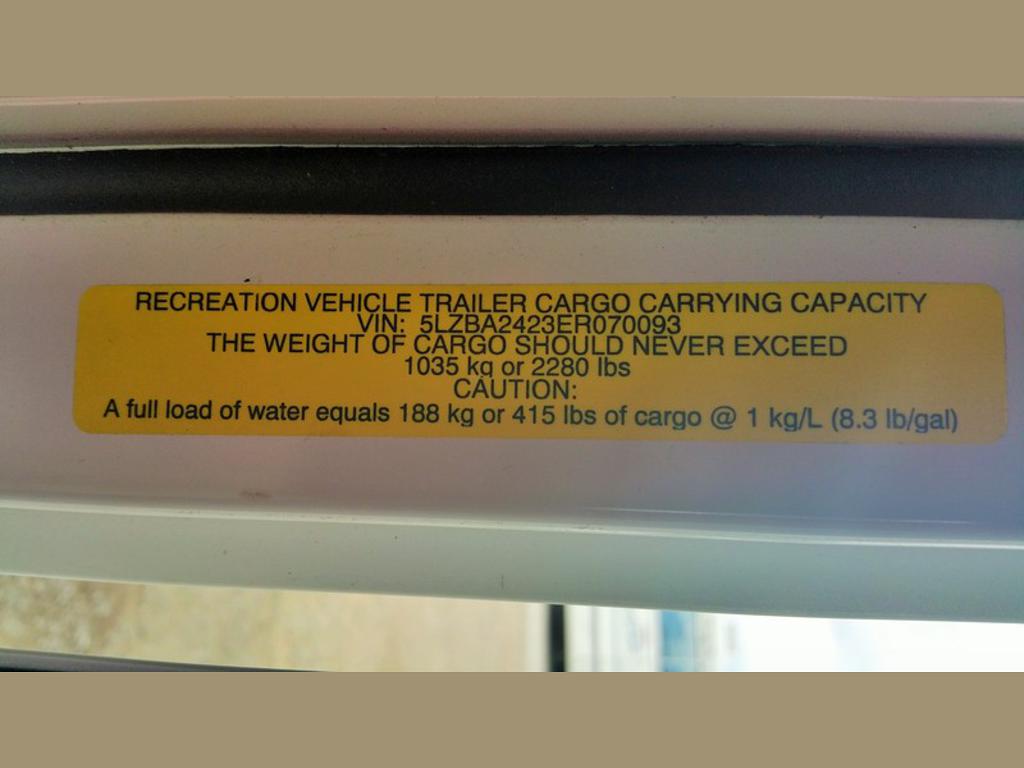 RECREATION VEHICLE TRAILER CARGO CARRYING CAPACITY
VIN: 5LZBA2423ER070093
THE WEIGHT OF CARGO SHOULD NEVER EXCEED
1035 kg or 2280 lbs
CAUTION:
A full load of water equals 188 kg or 415 lbs of cargo @ 1 kg/L (8.3 lb/gal)